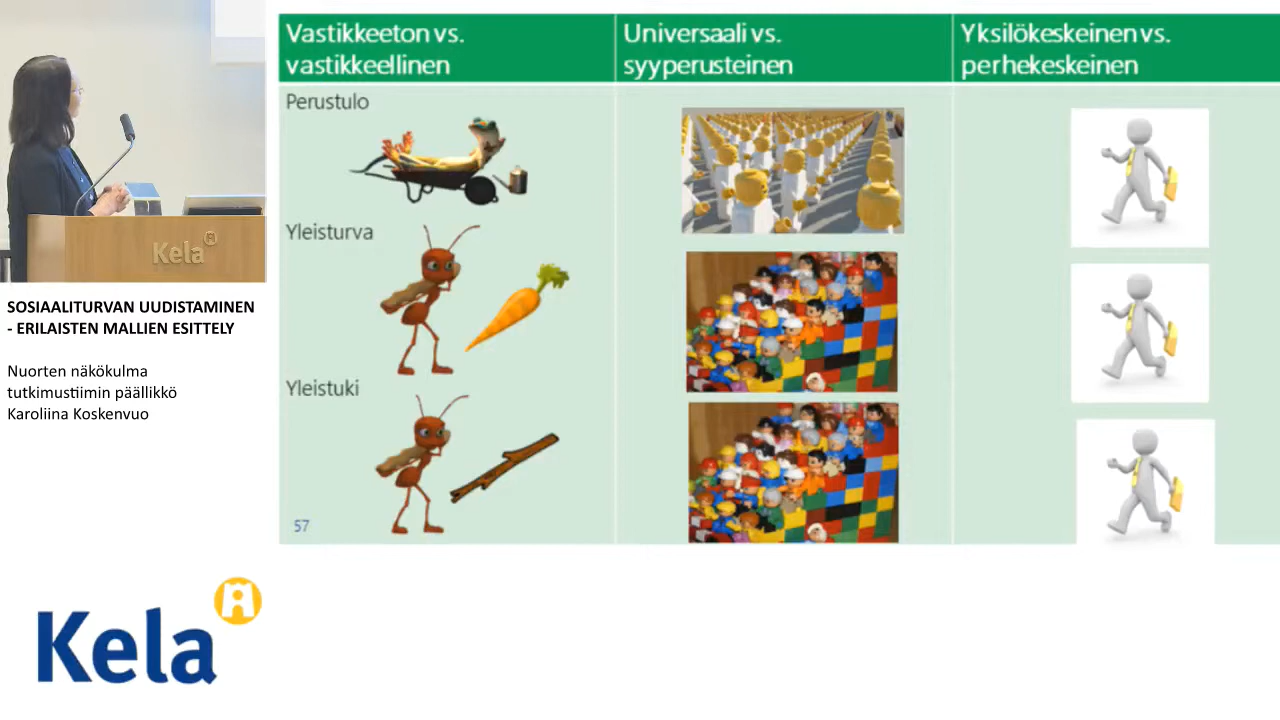 Kela
SOSIAALITURVAN UUDISTAMINEN
- ERILAISTEN MALLIEN ESITTELY
Nuorten näkökulma
tutkimustiimin päällikkö
Karoliina Koskenvuo
Kela
Vastikkeeton vs.
vastikkeellinen
Universaali vs.
syyperusteinen
Yksilökeskeinen vs.
perhekeskeinen
Perustulo
Yleisturva
Yleistuki
57